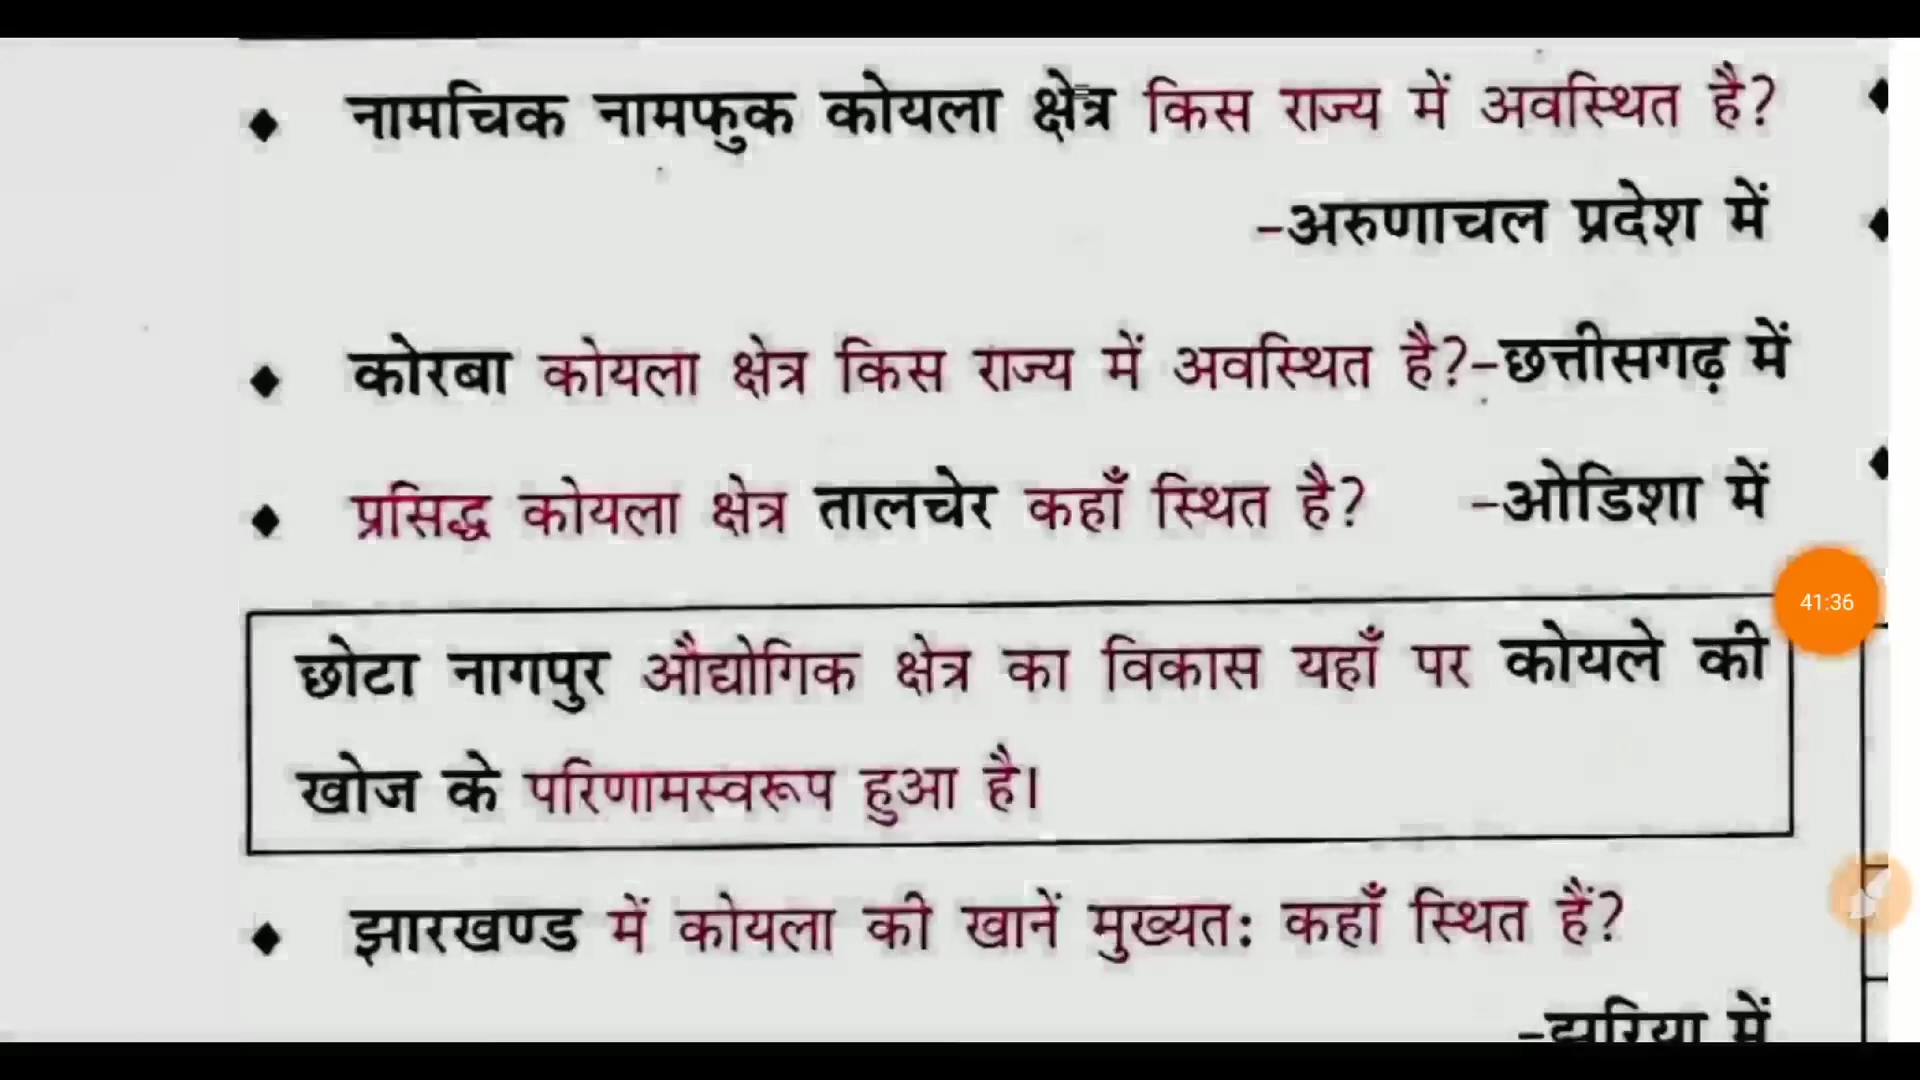 ♦ नामचिक नामफुक कोयला क्षेत्र किस राज्य में अवस्थित है?
-अरुणाचल प्रदेश में
♦ कोरबा कोयला क्षेत्र किस राज्य में अवस्थित है?-छत्तीसगढ़ में
♦ प्रसिद्ध कोयला क्षेत्र तालचेर कहाँ स्थित है? -ओडिशा में
41:36
छोटा नागपुर औद्योगिक क्षेत्र का विकास यहाँ पर कोयले की
खोज के परिणामस्वरूप हुआ है।
♦ झारखण्ड में कोयला की खानें मुख्यत: कहाँ स्थित हैं?
-झरिया में